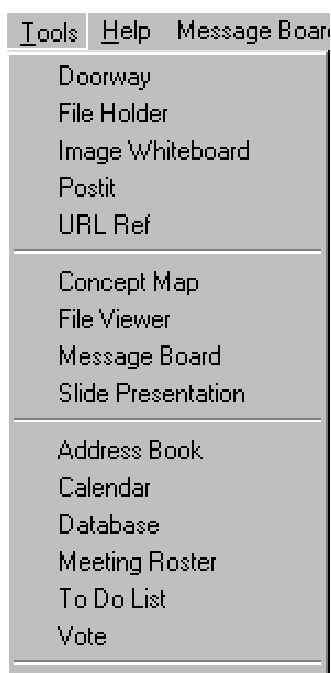 Tools Help Message Boar
Doorway
File Holder
Image Whiteboard
Postit
URL Ref
Concept Map
File Viewer
Message Board
Slide Presentation
Address Book
Calendar
Database
Meeting Roster
To Do List
Vote